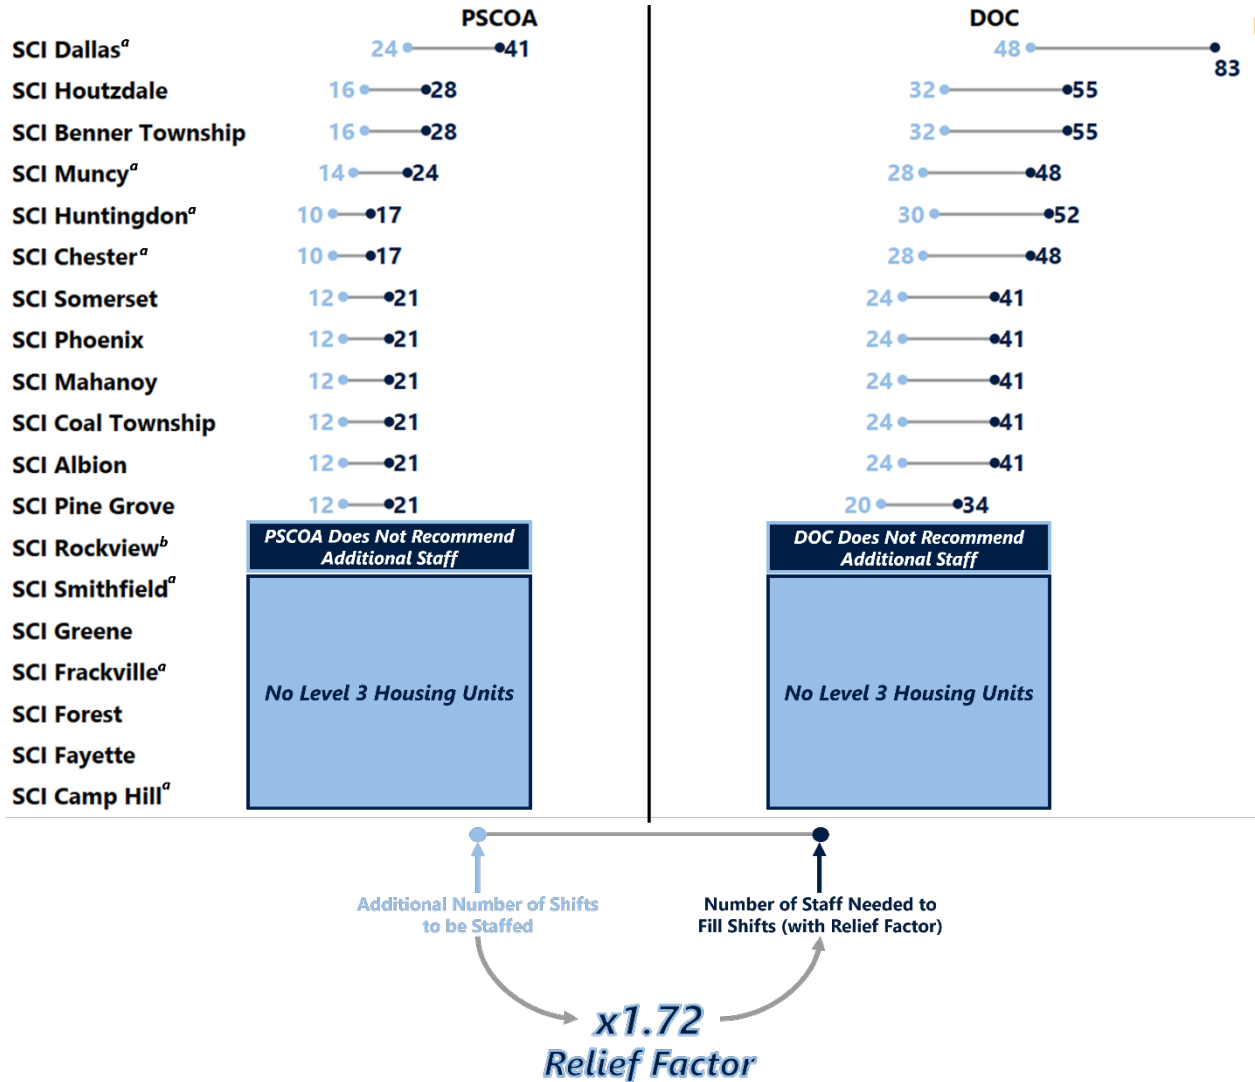 PSCOA DOC
SCI Dallasᵃ 24 41 48 83
SCI Houtzdale 16 28 32 55
SCI Benner Township 16 28 32 55
SCI Muncyᵃ 14 24 28 48
SCI Huntingdonᵃ 10 17 30 52
SCI Chesterᵃ 10 17 28 48
SCI Somerset 12 21 24 41
SCI Phoenix 12 21 24 41
SCI Mahanoy 12 21 24 41
SCI Coal Township 12 21 24 41
SCI Albion 12 21 24 41
SCI Pine Grove 12 21 20 34
SCI Rockviewᵇ
PSCOA Does Not Recommend
Additional Staff
DOC Does Not Recommend
Additional Staff
SCI Smithfieldᵃ
SCI Greene
SCI Frackvilleᵃ
No Level 3 Housing Units No Level 3 Housing Units
SCI Forest
SCI Fayette
SCI Camp Hillᵃ
Additional Number of Shifts
to be Staffed
Number of Staff Needed to
Fill Shifts (with Relief Factor)
x1.72
Relief Factor